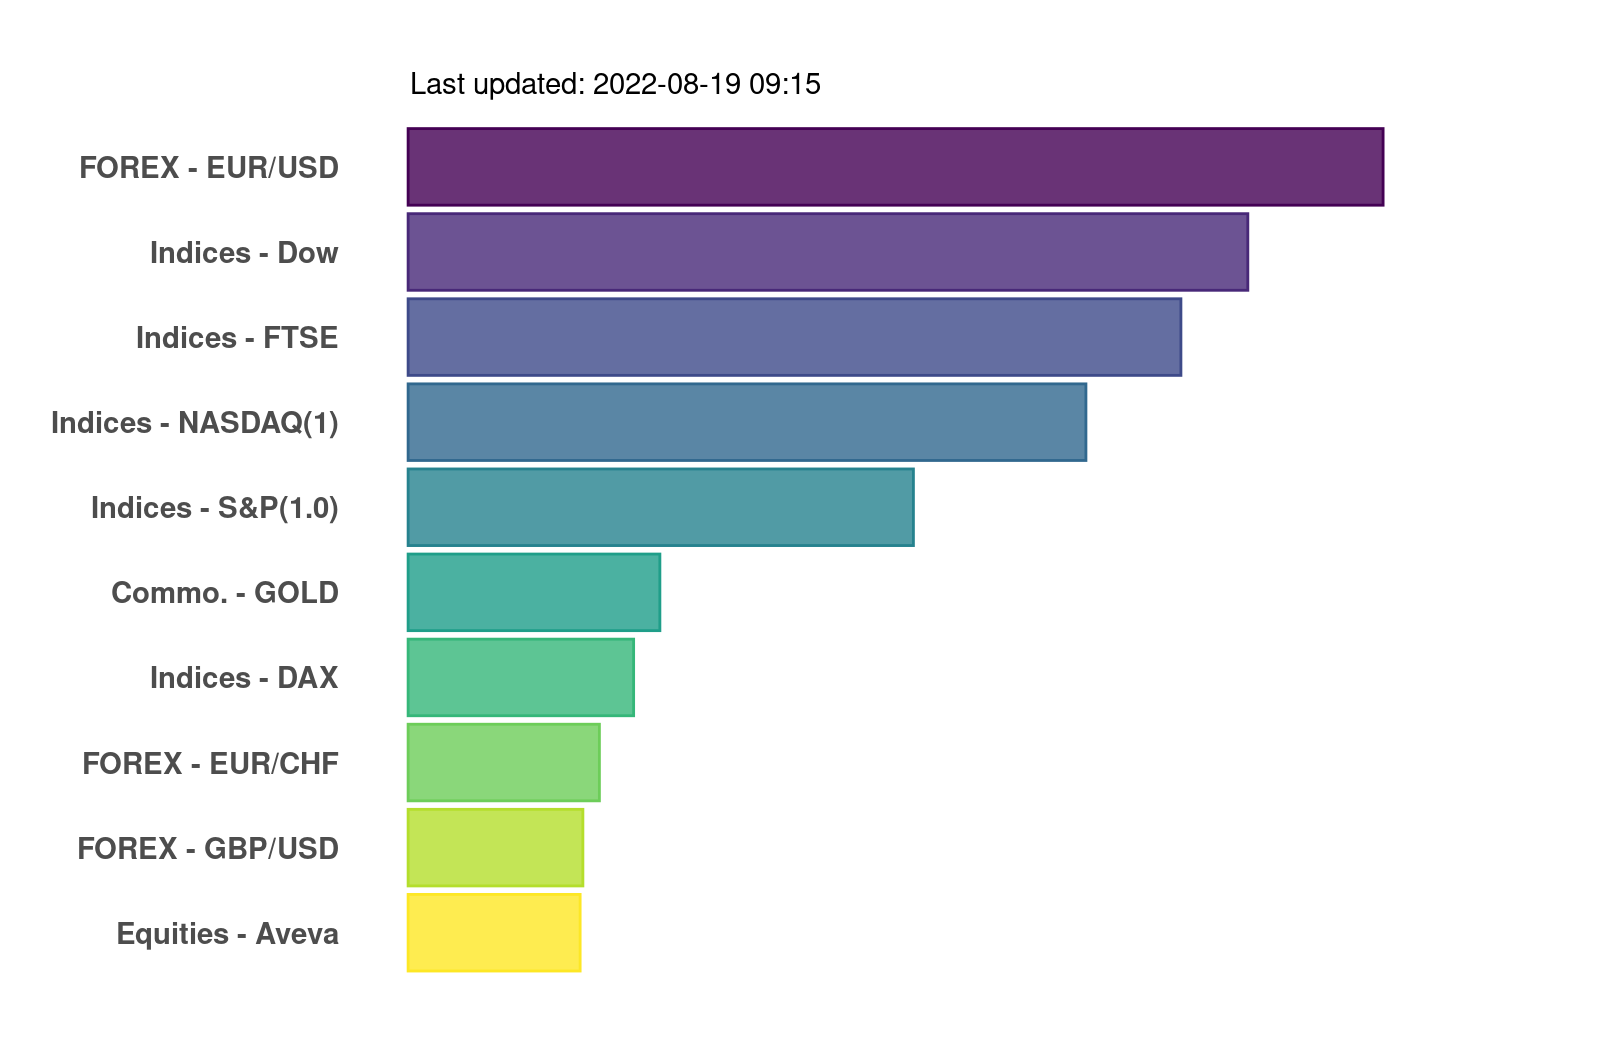 Last updated: 2022-08-19 09:15
FOREX - EUR/USD
Indices - Dow
Indices - FTSE
Indices - NASDAQ(1)
Indices - S&P(1.0)
Commo. - GOLD
Indices - DAX
FOREX - EUR/CHF
FOREX - GBP/USD
Equities - Aveva